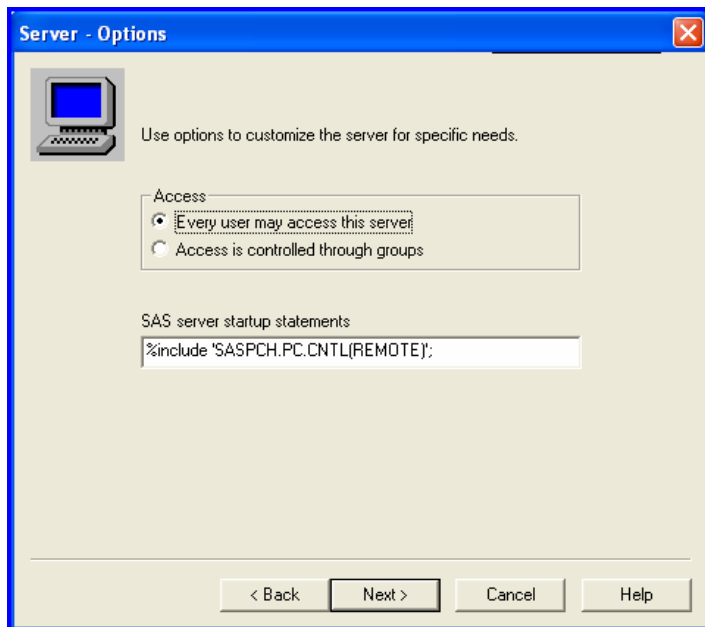 Server - Options
Use options to customize the server for specific needs.
Access
Every user may access this server
Access is controlled through groups
SAS server startup statements
%include 'SASPCH.PC.CNTL(REMOTE)';
< Back Next > Cancel Help